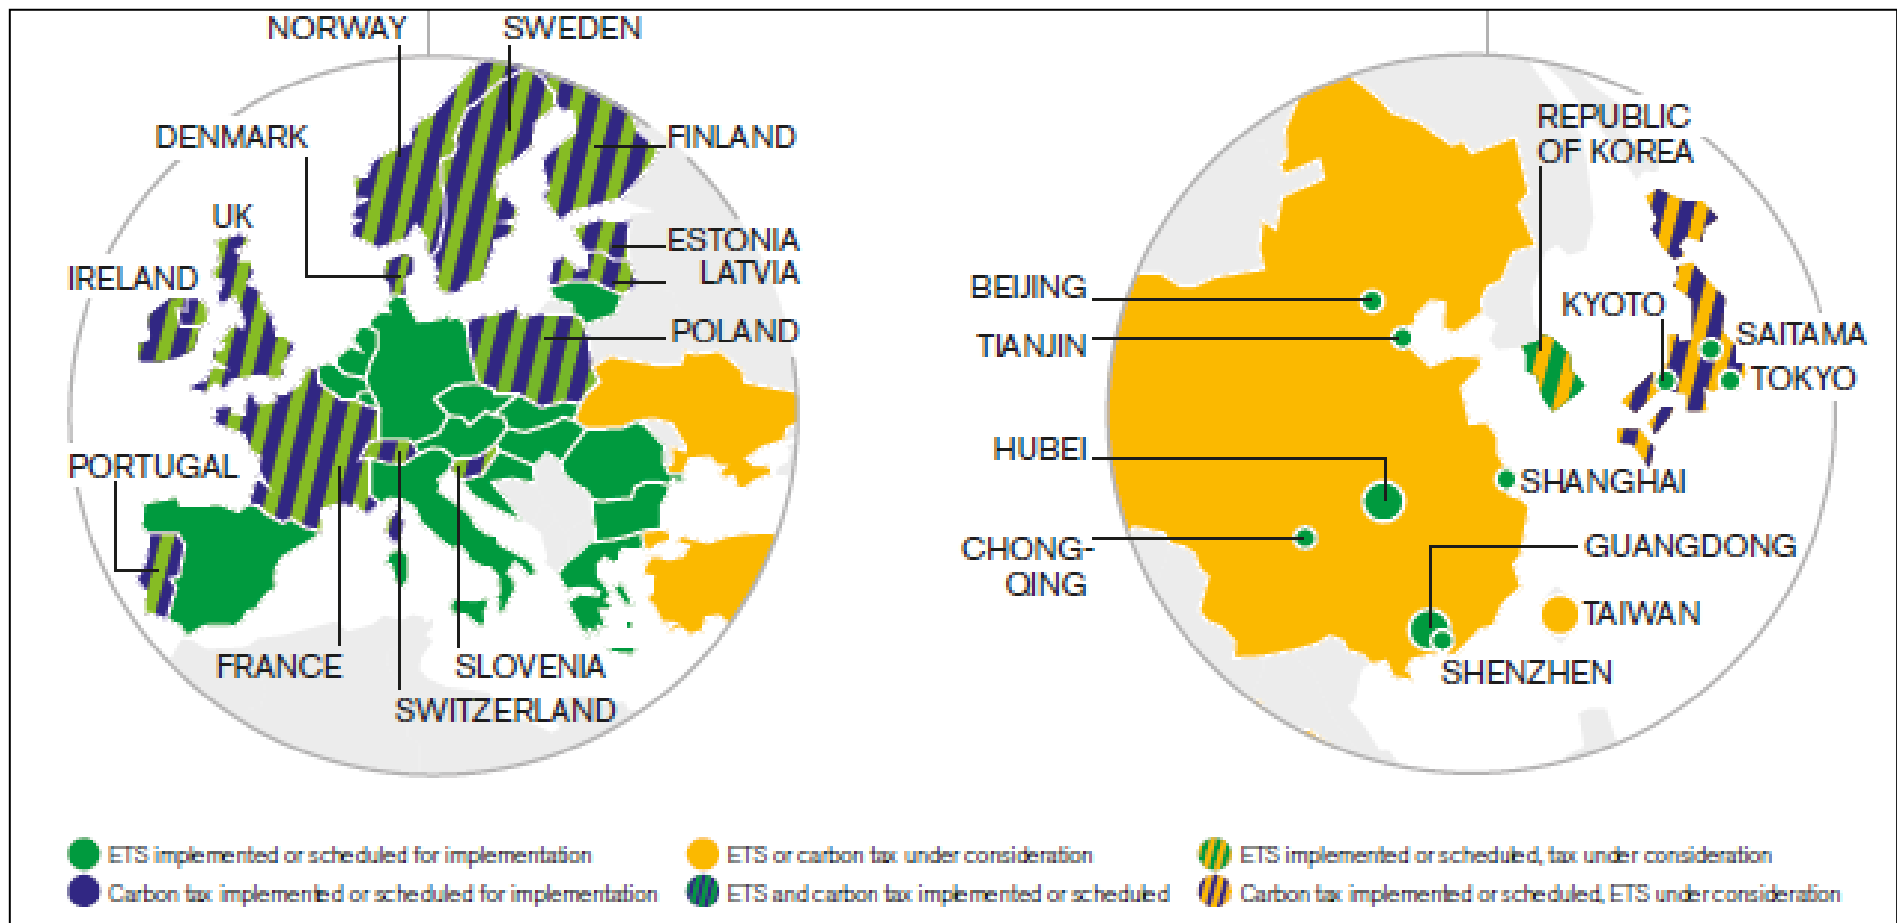 NORWAY
SWEDEN
DENMARK
FINLAND
UK
ESTONIA
IRELAND
LATVIA
POLAND
PORTUGAL
FRANCE
SLOVENIA
SWITZERLAND
REPUBLIC
OF KOREA
BEIJING
KYOTO
TIANJIN
SAITAMA
TOKYO
HUBEI
SHANGHAI
CHONG-
QING
GUANGDONG
TAIWAN
SHENZHEN
ETS implemented or scheduled for implementation
ETS or carbon tax under consideration
ETS implemented or scheduled, tax under consideration
Carbon tax implemented or scheduled for implementation
ETS and carbon tax implemented or scheduled
Carbon tax implemented or scheduled, ETS under consideration